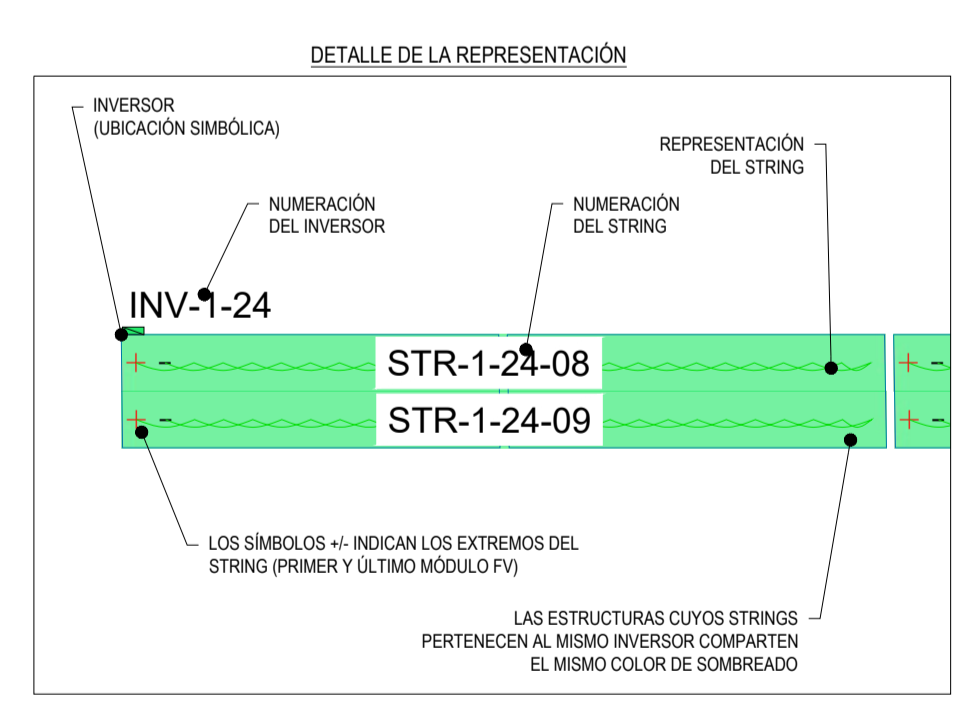 DETALLE DE LA REPRESENTACIÓN
INVERSOR
(UBICACIÓN SIMBÓLICA)
REPRESENTACIÓN
DEL STRING
NUMERACIÓN
DEL INVERSOR
NUMERACIÓN
DEL STRING
INV-1-24
+ -
STR-1-24-08
+ -
+ -
STR-1-24-09
+ -
LOS SÍMBOLOS +/- INDICAN LOS EXTREMOS DEL
STRING (PRIMER Y ÚLTIMO MÓDULO FV)
LAS ESTRUCTURAS CUYOS STRINGS
PERTENECEN AL MISMO INVERSOR COMPARTEN
EL MISMO COLOR DE SOMBREADO